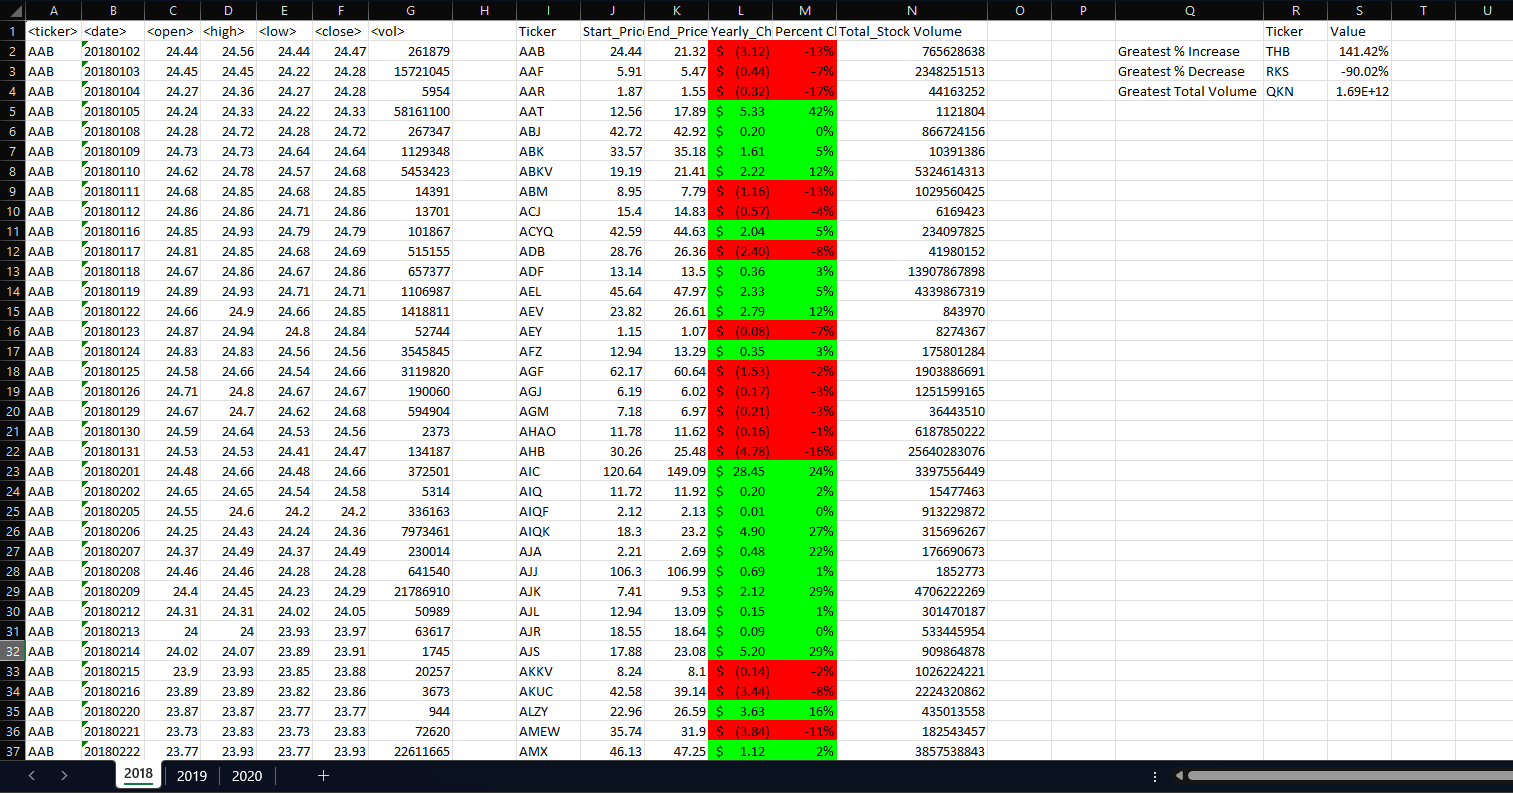 A B C D E F G H I J K L M N O P Q R S T U
1 <ticker> <date> <open> <high> <low> <close> <vol> Ticker Start_Pric End_Price Yearly_Ch Percent Cl Total_Stock Volume Ticker Value
2 AAB 20180102 24.44 24.56 24.44 24.47 261879 AAB 24.44 21.32 $ (3.12) -13% 765628638 Greatest % Increase THB 141.42%
3 AAB 20180103 24.45 24.45 24.22 24.28 15721045 AAF 5.91 5.47 $ (0.44) -7% 2348251513 Greatest % Decrease RKS -90.02%
4 AAB 20180104 24.27 24.36 24.27 24.28 5954 AAR 1.87 1.55 $ (0.32) -17% 44163252 Greatest Total Volume QKN 1.69E+12
5 AAB 20180105 24.24 24.33 24.22 24.33 58161100 AAT 12.56 17.89 $ 5.33 42% 1121804
6 AAB 20180108 24.28 24.72 24.28 24.72 267347 ABJ 42.72 42.92 $ 0.20 0% 866724156
7 AAB 20180109 24.73 24.73 24.64 24.64 1129348 ABK 33.57 35.18 $ 1.61 5% 10391386
8 AAB 20180110 24.62 24.78 24.57 24.68 5453423 ABKV 19.19 21.41 $ 2.22 12% 5324614313
9 AAB 20180111 24.68 24.85 24.68 24.85 14391 ABM 8.95 7.79 $ (1.16) -13% 1029560425
10 AAB 20180112 24.86 24.86 24.71 24.86 13701 ACJ 15.4 14.83 $ (0.57) -4% 6169423
11 AAB 20180116 24.85 24.93 24.79 24.79 101867 ACYQ 42.59 44.63 $ 2.04 5% 234097825
12 AAB 20180117 24.81 24.85 24.68 24.69 515155 ADB 28.76 26.36 $ (2.40) -8% 41980152
13 AAB 20180118 24.67 24.86 24.67 24.86 657377 ADF 13.14 13.5 $ 0.36 3% 13907867898
14 AAB 20180119 24.89 24.93 24.71 24.71 1106987 AEL 45.64 47.97 $ 2.33 5% 4339867319
15 AAB 20180122 24.66 24.9 24.66 24.85 1418811 AEV 23.82 26.61 $ 2.79 12% 843970
16 AAB 20180123 24.87 24.94 24.8 24.84 52744 AEY 1.15 1.07 $ (0.08) -7% 8274367
17 AAB 20180124 24.83 24.83 24.56 24.56 3545845 AFZ 12.94 13.29 $ 0.35 3% 175801284
18 AAB 20180125 24.58 24.66 24.54 24.66 3119820 AGF 62.17 60.64 $ (1.53) -2% 1903886691
19 AAB 20180126 24.71 24.8 24.67 24.67 190060 AGJ 6.19 6.02 $ (0.17) -3% 1251599165
20 AAB 20180129 24.67 24.7 24.62 24.68 594904 AGM 7.18 6.97 $ (0.21) -3% 36443510
21 AAB 20180130 24.59 24.64 24.53 24.56 2373 AHAO 11.78 11.62 $ (0.16) -1% 6187850222
22 AAB 20180131 24.53 24.53 24.41 24.47 134187 AHB 30.26 25.48 $ (4.78) -16% 25640283076
23 AAB 20180201 24.48 24.66 24.48 24.66 372501 AIC 120.64 149.09 $ 28.45 24% 3397556449
24 AAB 20180202 24.65 24.65 24.54 24.58 5314 AIQ 11.72 11.92 $ 0.20 2% 15477463
25 AAB 20180205 24.55 24.6 24.2 24.2 336163 AIQF 2.12 2.13 $ 0.01 0% 913229872
26 AAB 20180206 24.25 24.43 24.24 24.36 7973461 AIQK 18.3 23.2 $ 4.90 27% 315696267
27 AAB 20180207 24.37 24.49 24.37 24.49 230014 AJA 2.21 2.69 $ 0.48 22% 176690673
28 AAB 20180208 24.46 24.46 24.28 24.28 641540 AJJ 106.3 106.99 $ 0.69 1% 1852773
29 AAB 20180209 24.4 24.45 24.23 24.29 21786910 AJK 7.41 9.53 $ 2.12 29% 4706222269
30 AAB 20180212 24.31 24.31 24.02 24.05 50989 AJL 12.94 13.09 $ 0.15 1% 301470187
31 AAB 20180213 24 24 23.93 23.97 63617 AJR 18.55 18.64 $ 0.09 0% 533445954
32 AAB 20180214 24.02 24.07 23.89 23.91 1745 AJS 17.88 23.08 $ 5.20 29% 909864878
33 AAB 20180215 23.9 23.93 23.85 23.88 20257 AKKV 8.24 8.1 $ (0.14) -2% 1026224221
34 AAB 20180216 23.89 23.89 23.82 23.86 3673 AKUC 42.58 39.14 $ (3.44) -8% 2224320862
35 AAB 20180220 23.87 23.87 23.77 23.77 944 ALZY 22.96 26.59 $ 3.63 16% 435013558
36 AAB 20180221 23.73 23.83 23.73 23.83 72620 AMEW 35.74 31.9 $ (3.84) -11% 182543457
37 AAB 20180222 23.77 23.93 23.77 23.93 22611665 AMX 46.13 47.25 $ 1.12 2% 3857538843
2018 2019 2020